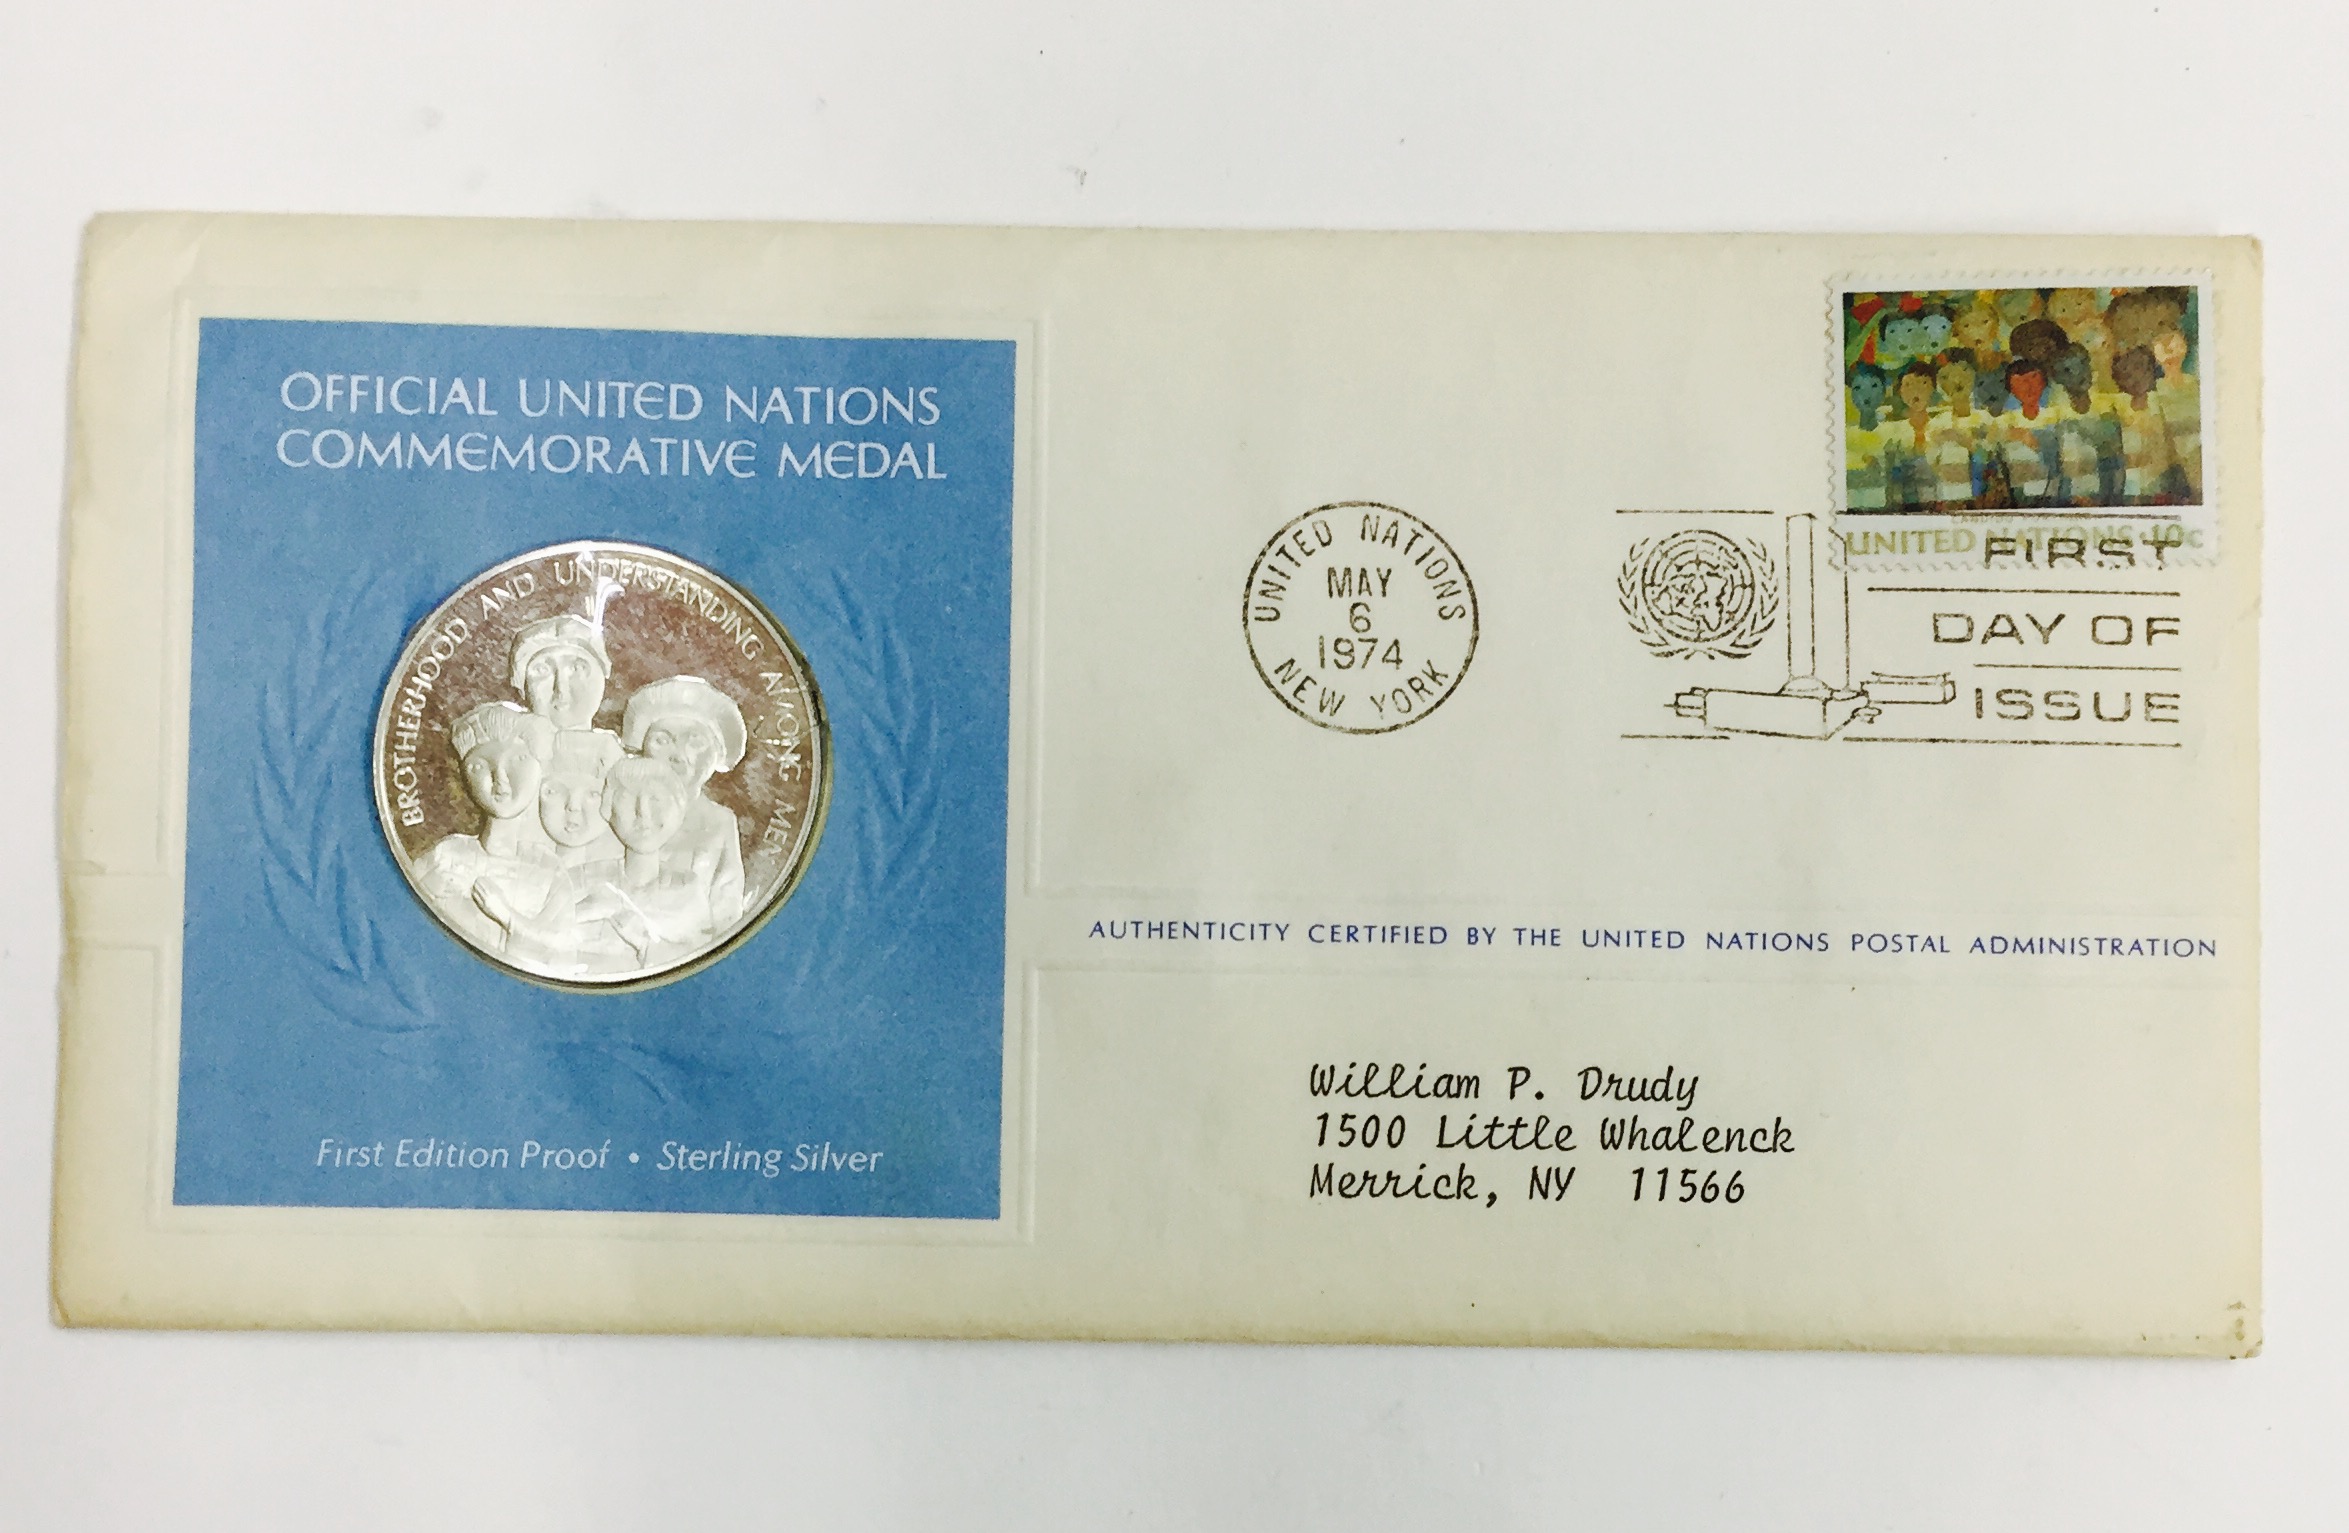 OFFICIAL UNITED NATIONS
COMMEMORATIVE MEDAL
BROTHERHOOD AND UNDERSTANDING AMONG MEN
First Edition Proof • Sterling Silver
UNITED NATIONS
MAY
6
1974
NEW YORK
UNITED NATIONS • 10c
FIRST
DAY OF
ISSUE
AUTHENTICITY CERTIFIED BY THE UNITED NATIONS POSTAL ADMINISTRATION
William P. Drudy
1500 Little Whalenck
Merrick, NY 11566